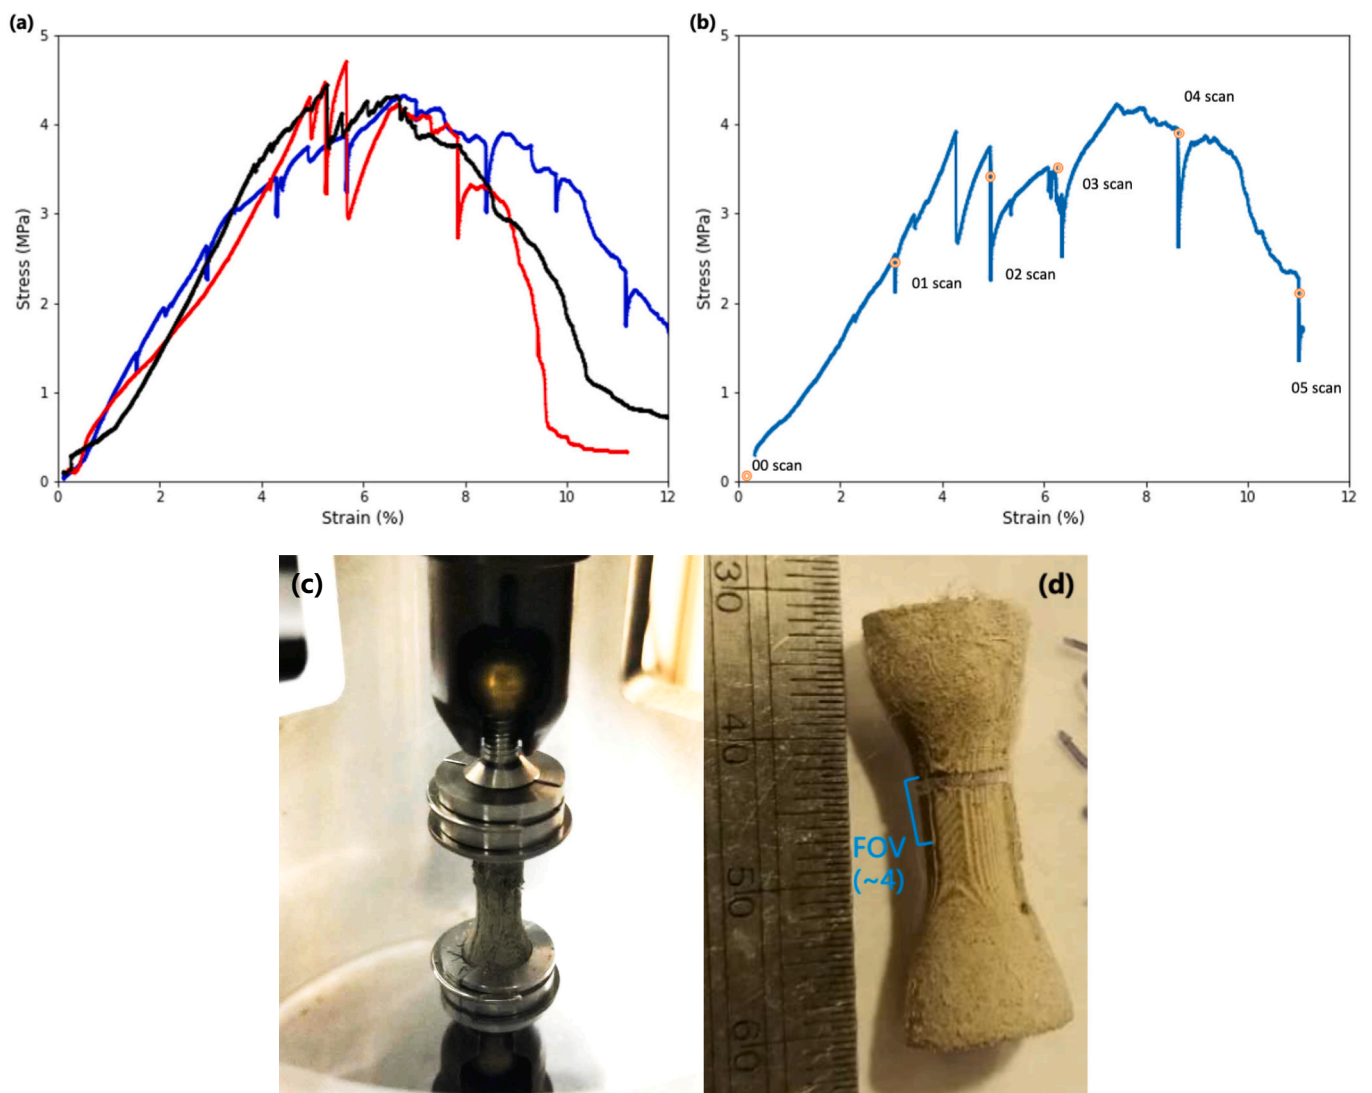 (a)
5
4
3
2
1
0
Stress (MPa)
0 2 4 6 8 10 12
Strain (%)
(b)
5
4
3
2
1
0
Stress (MPa)
04 scan
03 scan
01 scan
02 scan
05 scan
00 scan
0 2 4 6 8 10 12
Strain (%)
(c)
(d)
30
40
50
60
FOV
(~4)